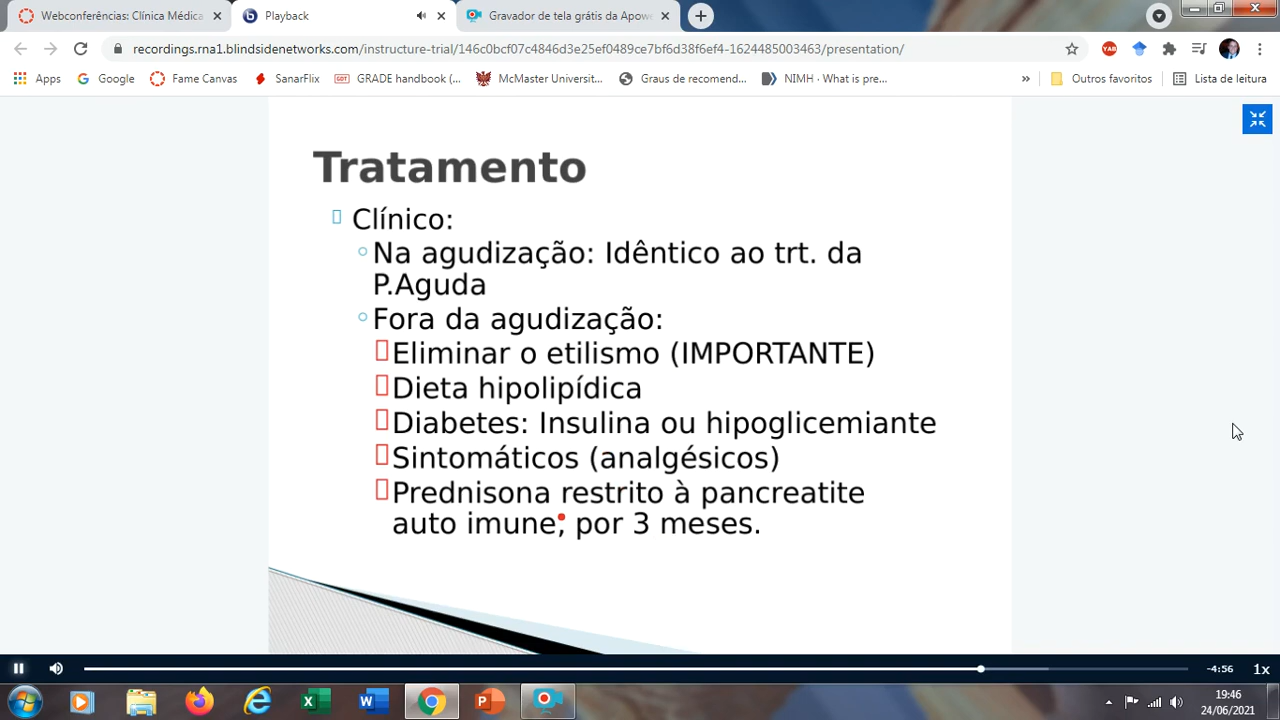 Webconferências: Clínica Médica
Playback
Gravador de tela grátis da Apowe
recordings.rna1.blindsidenetworks.com/instructure-trial/146c0bcf07c4846d3e25ef0489ce7bf6d38f6ef4-1624485003463/presentation/
YAB
Apps
Google
Fame Canvas
SanarFlix
GOT
GRADE handbook (...
McMaster Universit...
Graus de recomend...
NIMH · What is pre...
»
Outros favoritos
Lista de leitura
Tratamento
Clínico:
Na agudização: Idêntico ao trt. da
P.Aguda
Fora da agudização:
Eliminar o etilismo (IMPORTANTE)
Dieta hipolipídica
Diabetes: Insulina ou hipoglicemiante
Sintomáticos (analgésicos)
Prednisona restrito à pancreatite
auto imune, por 3 meses.
-4:56
1x
19:46
24/06/2021